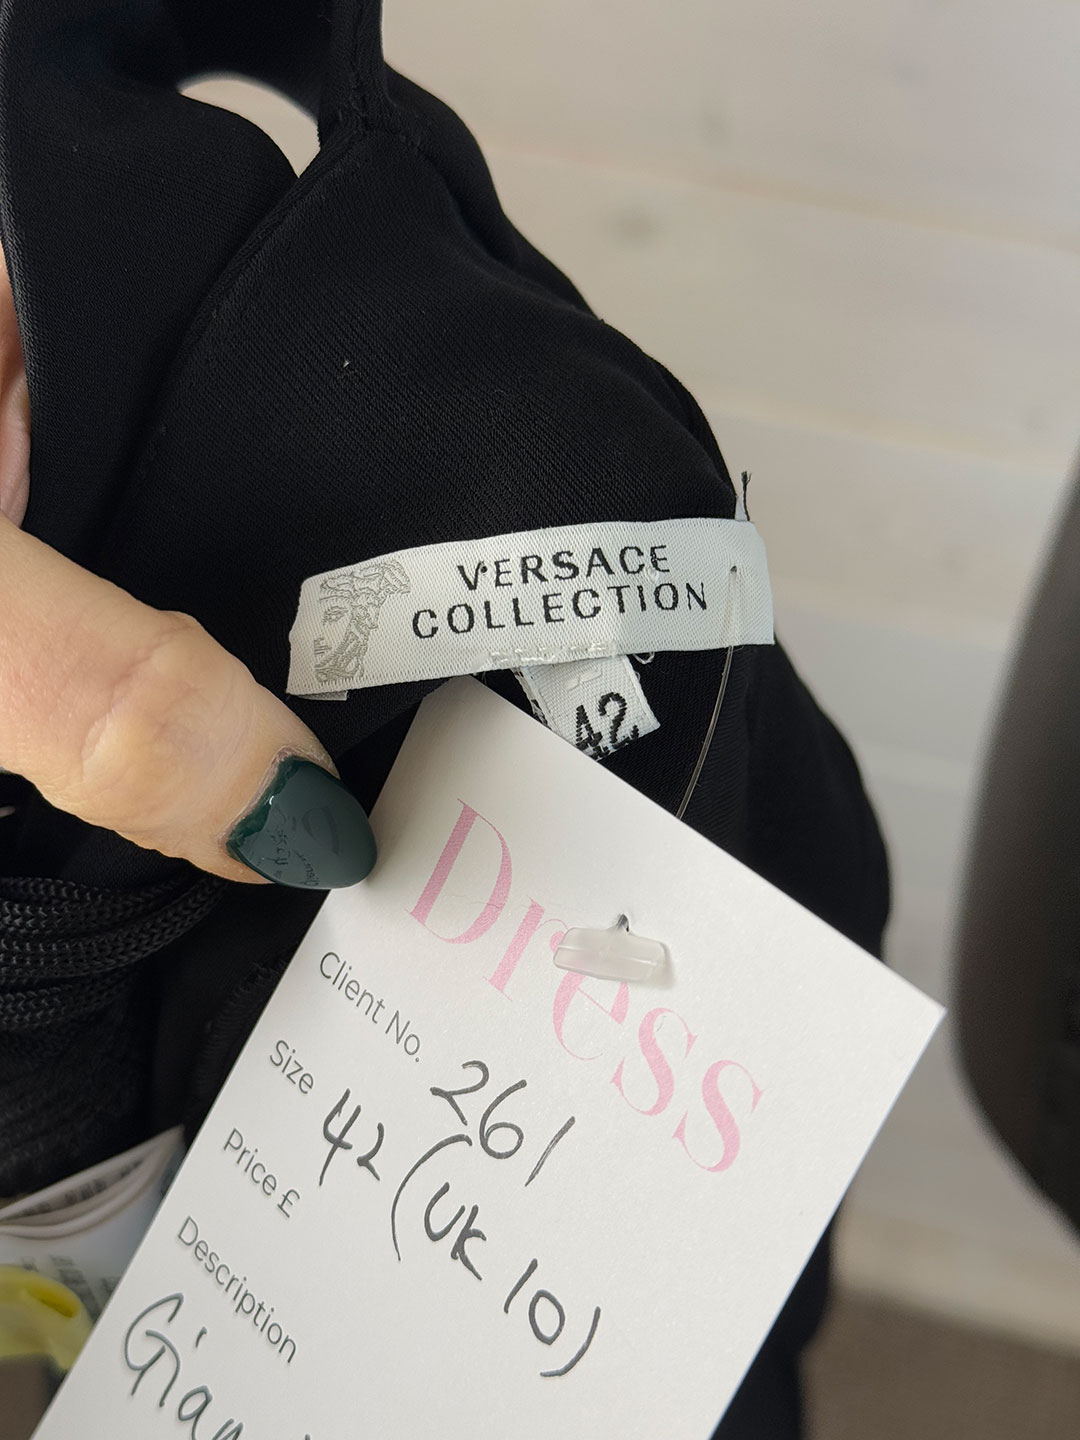 VERSACE
COLLECTION
42
Dress
Client No. 261
Size 42 (UK 10)
Price £
Description